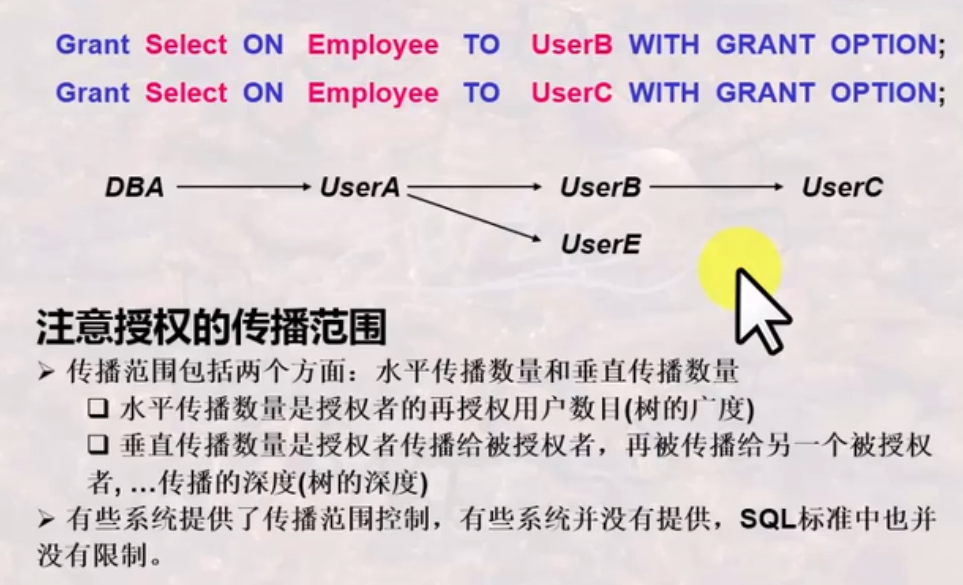 Grant Select ON Employee TO UserB WITH GRANT OPTION;
Grant Select ON Employee TO UserC WITH GRANT OPTION;
DBA UserA UserB UserC
UserE
注意授权的传播范围
➢ 传播范围包括两个方面：水平传播数量和垂直传播数量
❏ 水平传播数量是授权者的再授权用户数目(树的广度)
❏ 垂直传播数量是授权者传播给被授权者，再被传播给另一个被授权
者, …传播的深度(树的深度)
➢ 有些系统提供了传播范围控制，有些系统并没有提供，SQL标准中也并
没有限制。